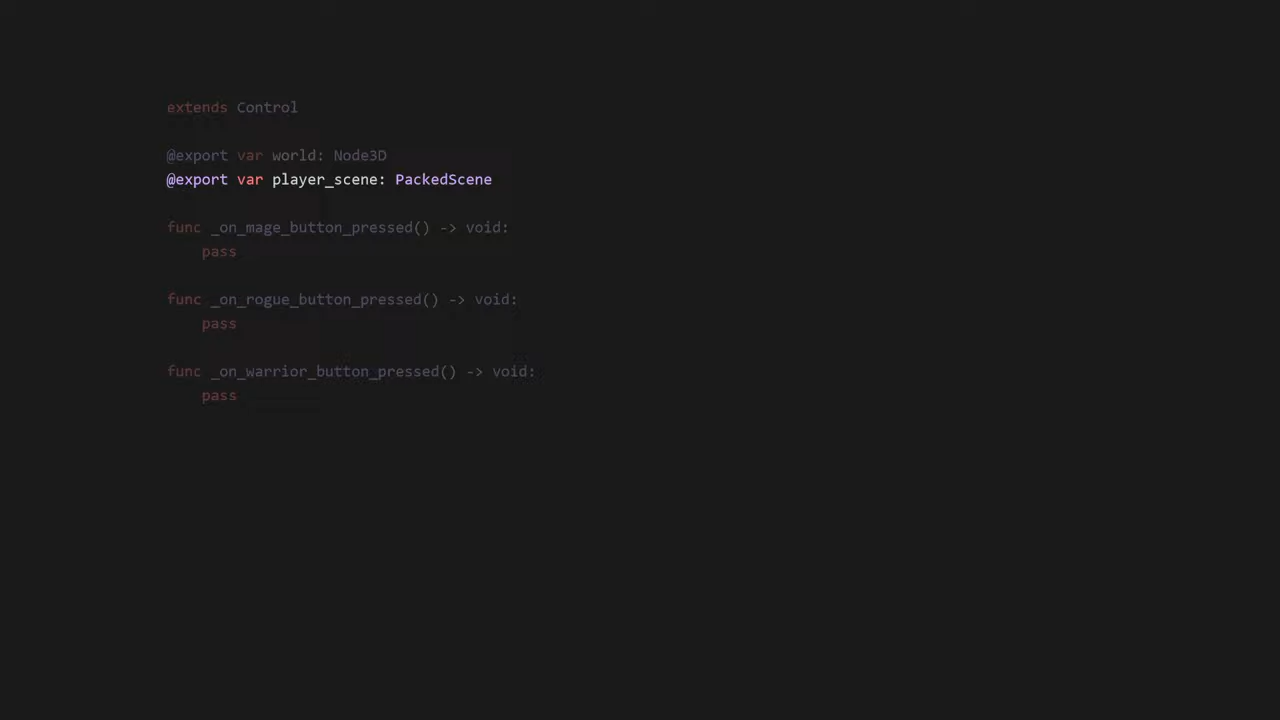 extends Control
@export var world: Node3D
@export var player_scene: PackedScene
func _on_mage_button_pressed() -> void:
pass
func _on_rogue_button_pressed() -> void:
pass
func _on_warrior_button_pressed() -> void:
pass